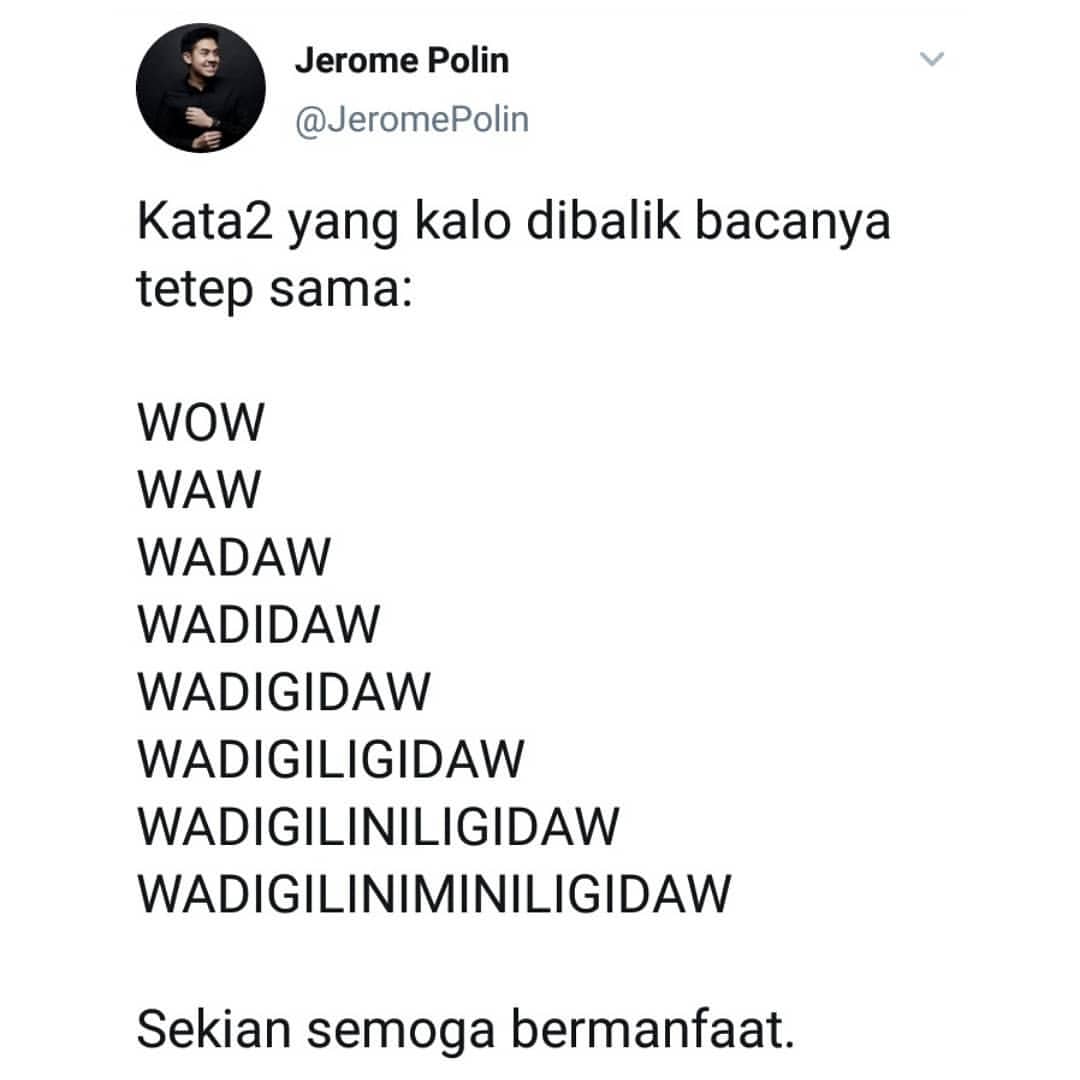 Jerome Polin
@JeromePolin
Kata2 yang kalo dibalik bacanya
tetep sama:
WOW
WAW
WADAW
WADIDAW
WADIGIDAW
WADIGILIGIDAW
WADIGILINILIGIDAW
WADIGILINIMINILIGIDAW
Sekian semoga bermanfaat.